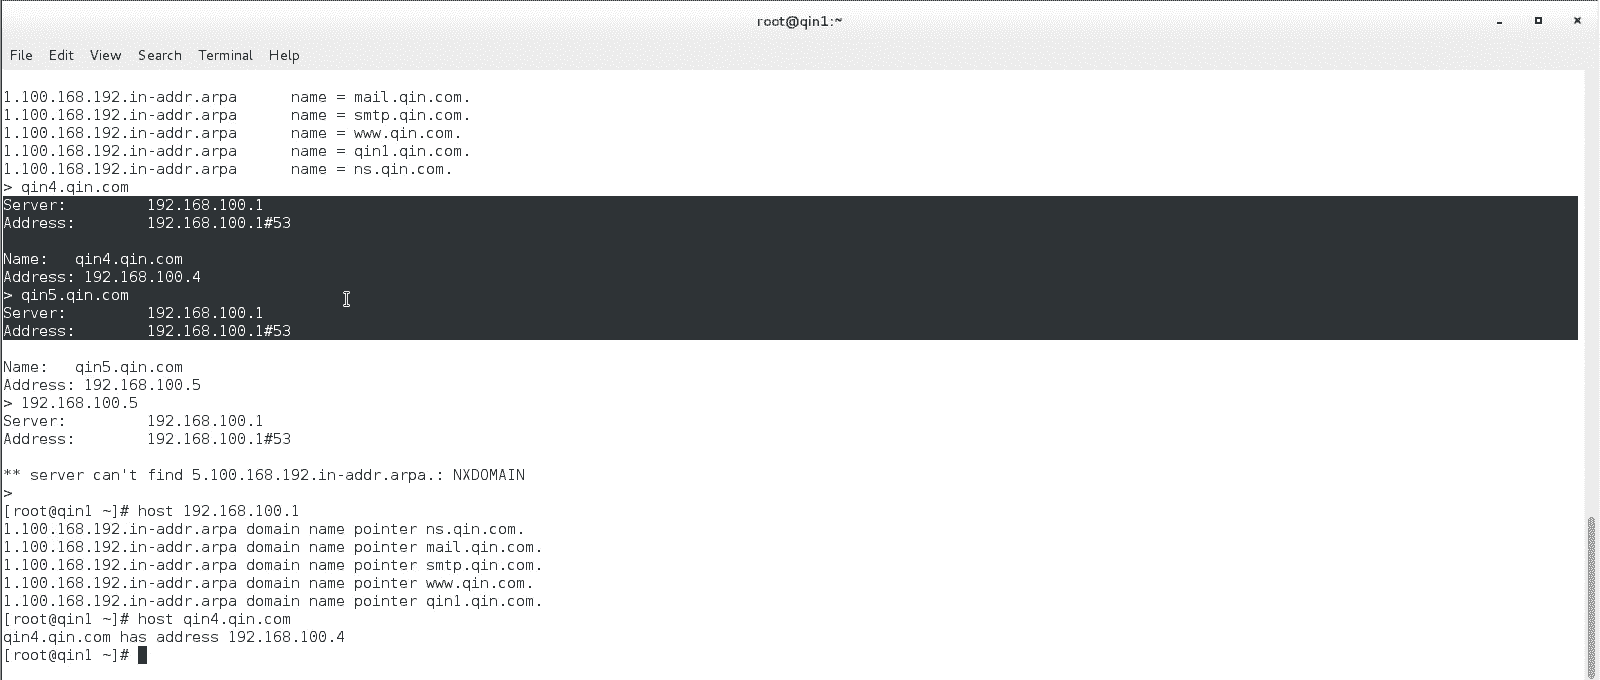 root@qin1:~
File Edit View Search Terminal Help
1.100.168.192.in-addr.arpa      name = mail.qin.com.
1.100.168.192.in-addr.arpa      name = smtp.qin.com.
1.100.168.192.in-addr.arpa      name = www.qin.com.
1.100.168.192.in-addr.arpa      name = qin1.qin.com.
1.100.168.192.in-addr.arpa      name = ns.qin.com.
> qin4.qin.com
Server:         192.168.100.1
Address:        192.168.100.1#53
Name:   qin4.qin.com
Address: 192.168.100.4
> qin5.qin.com
Server:         192.168.100.1
Address:        192.168.100.1#53
Name:   qin5.qin.com
Address: 192.168.100.5
> 192.168.100.5
Server:         192.168.100.1
Address:        192.168.100.1#53
** server can't find 5.100.168.192.in-addr.arpa.: NXDOMAIN
>
[root@qin1 ~]# host 192.168.100.1
1.100.168.192.in-addr.arpa domain name pointer ns.qin.com.
1.100.168.192.in-addr.arpa domain name pointer mail.qin.com.
1.100.168.192.in-addr.arpa domain name pointer smtp.qin.com.
1.100.168.192.in-addr.arpa domain name pointer www.qin.com.
1.100.168.192.in-addr.arpa domain name pointer qin1.qin.com.
[root@qin1 ~]# host qin4.qin.com
qin4.qin.com has address 192.168.100.4
[root@qin1 ~]#